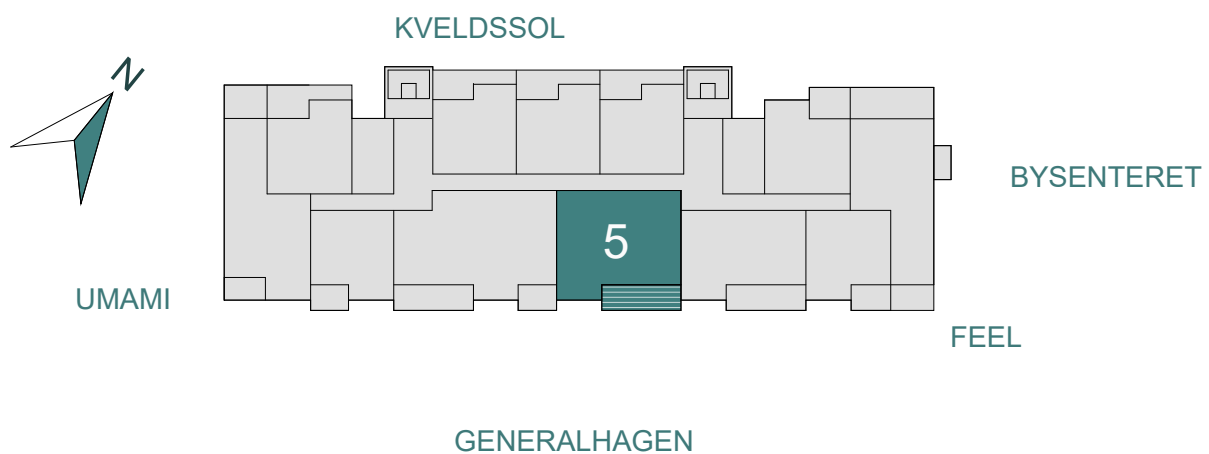 KVELDSSOL
N
BYSENTERET
5
UMAMI
FEEL
GENERALHAGEN